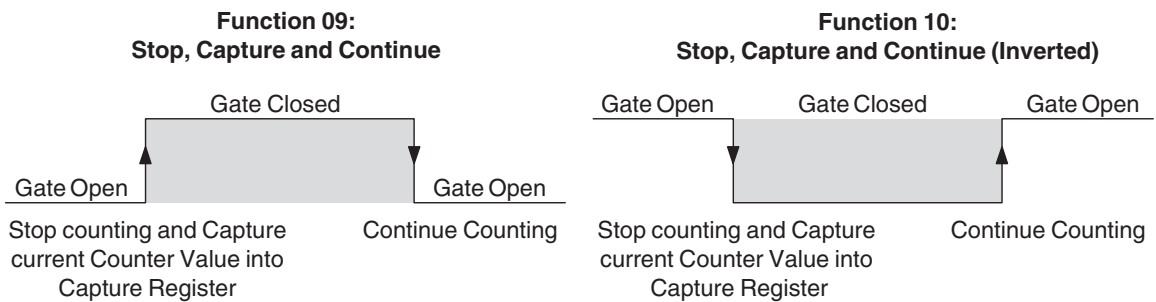 Function 09:
Stop, Capture and Continue
Gate Closed
Gate Open
Gate Open
Stop counting and Capture
current Counter Value into
Capture Register
Continue Counting
Function 10:
Stop, Capture and Continue (Inverted)
Gate Open
Gate Closed
Gate Open
Stop counting and Capture
current Counter Value into
Capture Register
Continue Counting